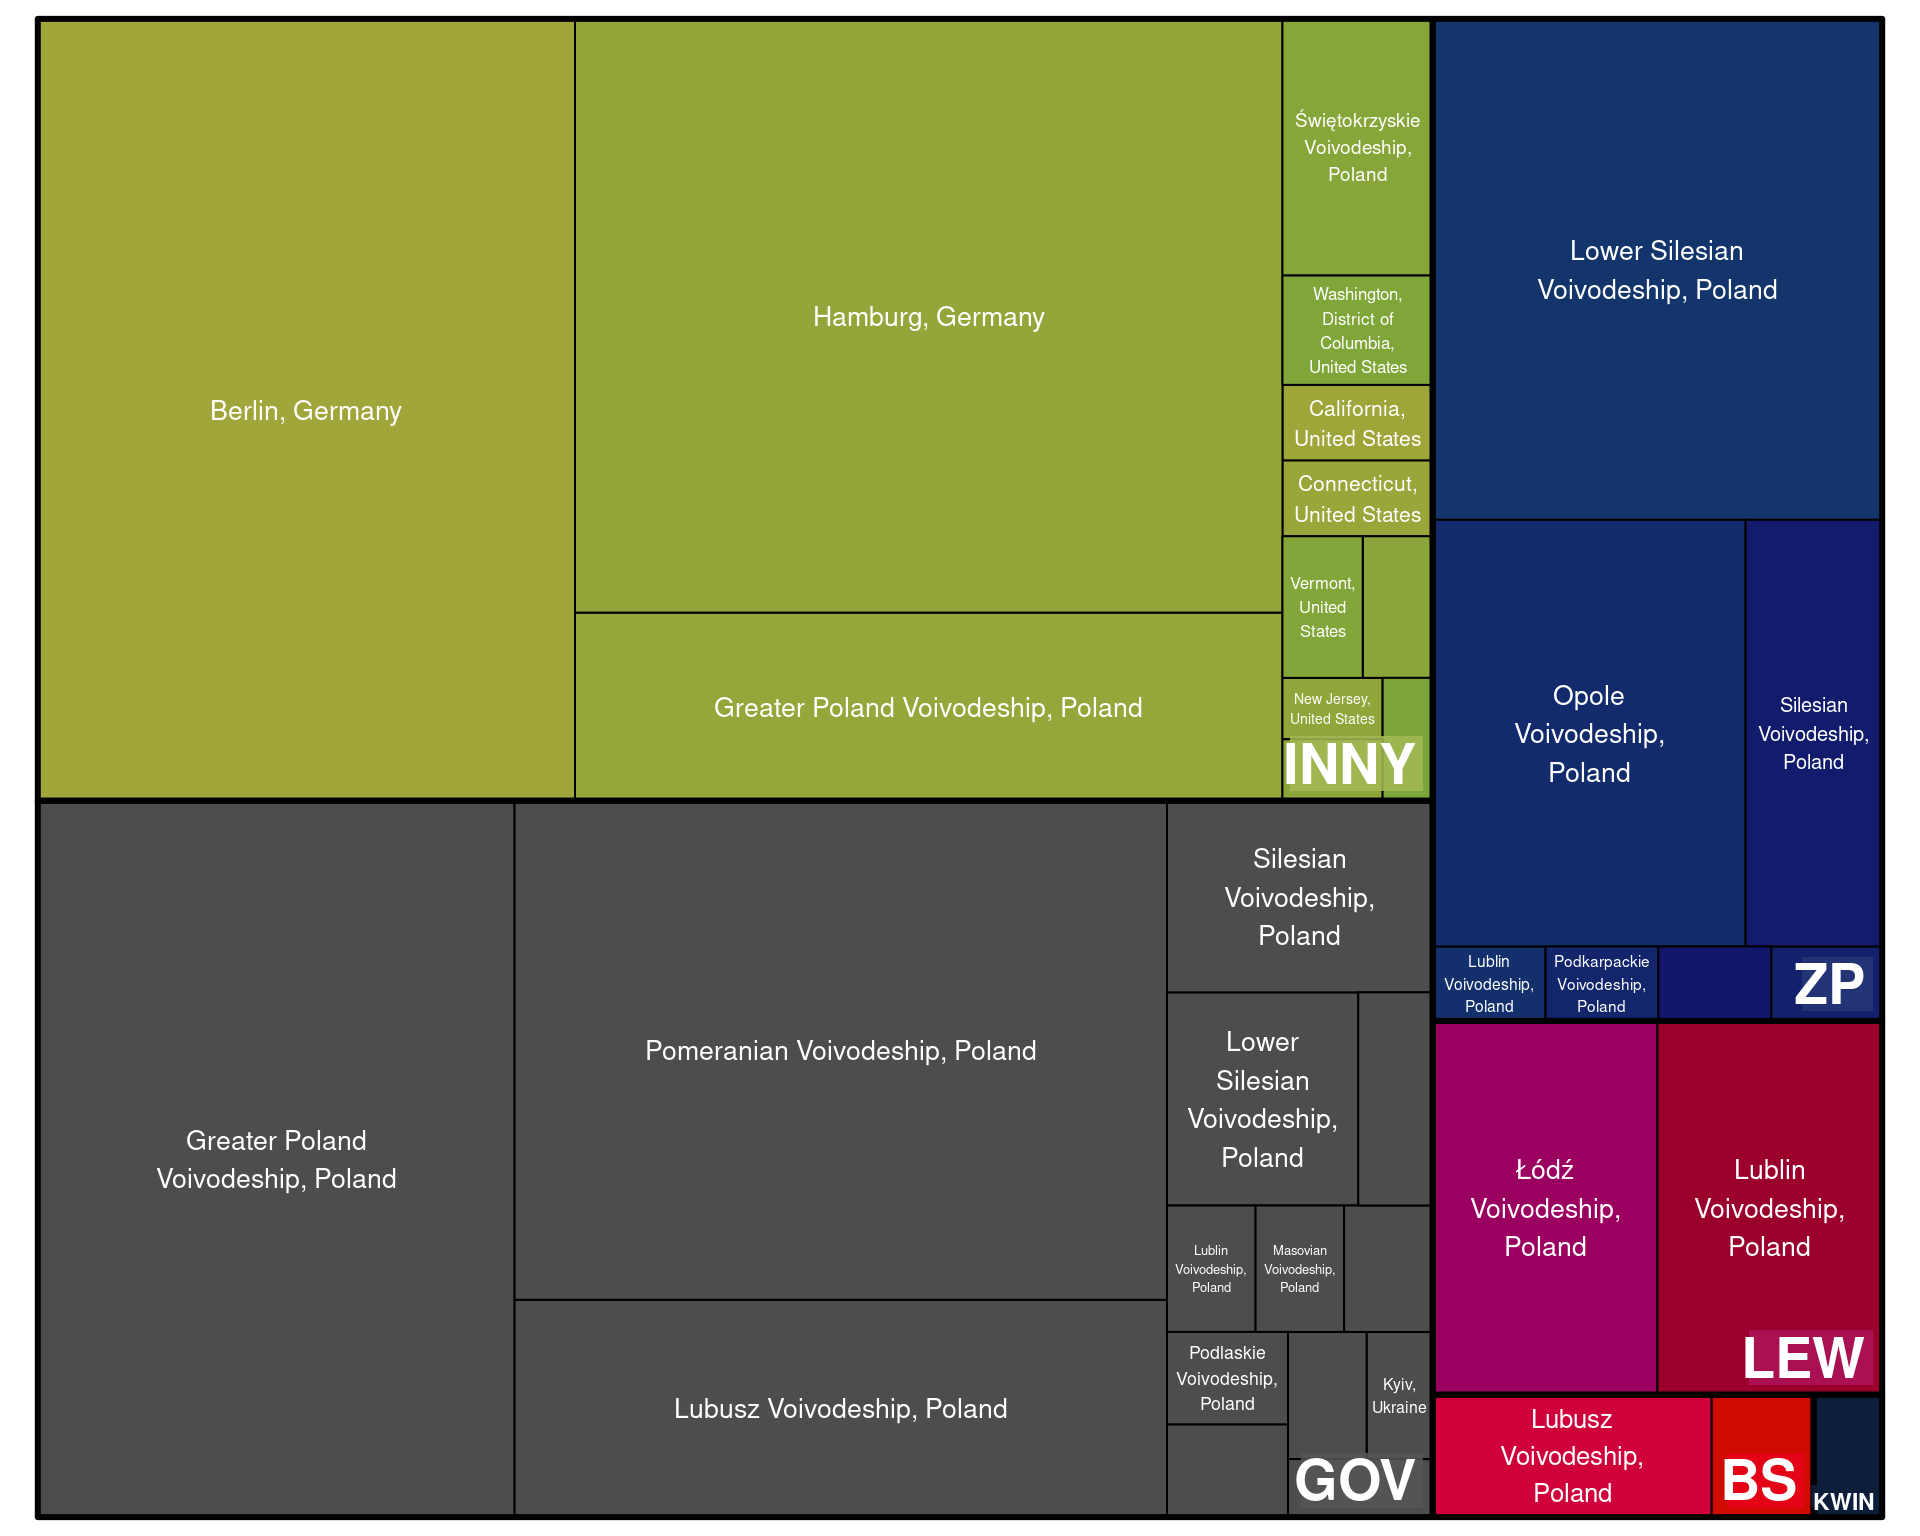 Berlin, Germany
Hamburg, Germany
Greater Poland Voivodeship, Poland
Świętokrzyskie
Voivodeship,
Poland
Washington,
District of
Columbia,
United States
California,
United States
Connecticut,
United States
Vermont,
United
States
New Jersey,
United States
INNY
Greater Poland
Voivodeship, Poland
Pomeranian Voivodeship, Poland
Lubusz Voivodeship, Poland
Silesian
Voivodeship,
Poland
Lower
Silesian
Voivodeship,
Poland
Lublin
Voivodeship,
Poland
Masovian
Voivodeship,
Poland
Podlaskie
Voivodeship,
Poland
Kyiv,
Ukraine
GOV
Lower Silesian
Voivodeship, Poland
Opole
Voivodeship,
Poland
Silesian
Voivodeship,
Poland
Lublin
Voivodeship,
Poland
Podkarpackie
Voivodeship,
Poland
ZP
Łódź
Voivodeship,
Poland
Lublin
Voivodeship,
Poland
LEW
Lubusz
Voivodeship,
Poland
BS
KWIN